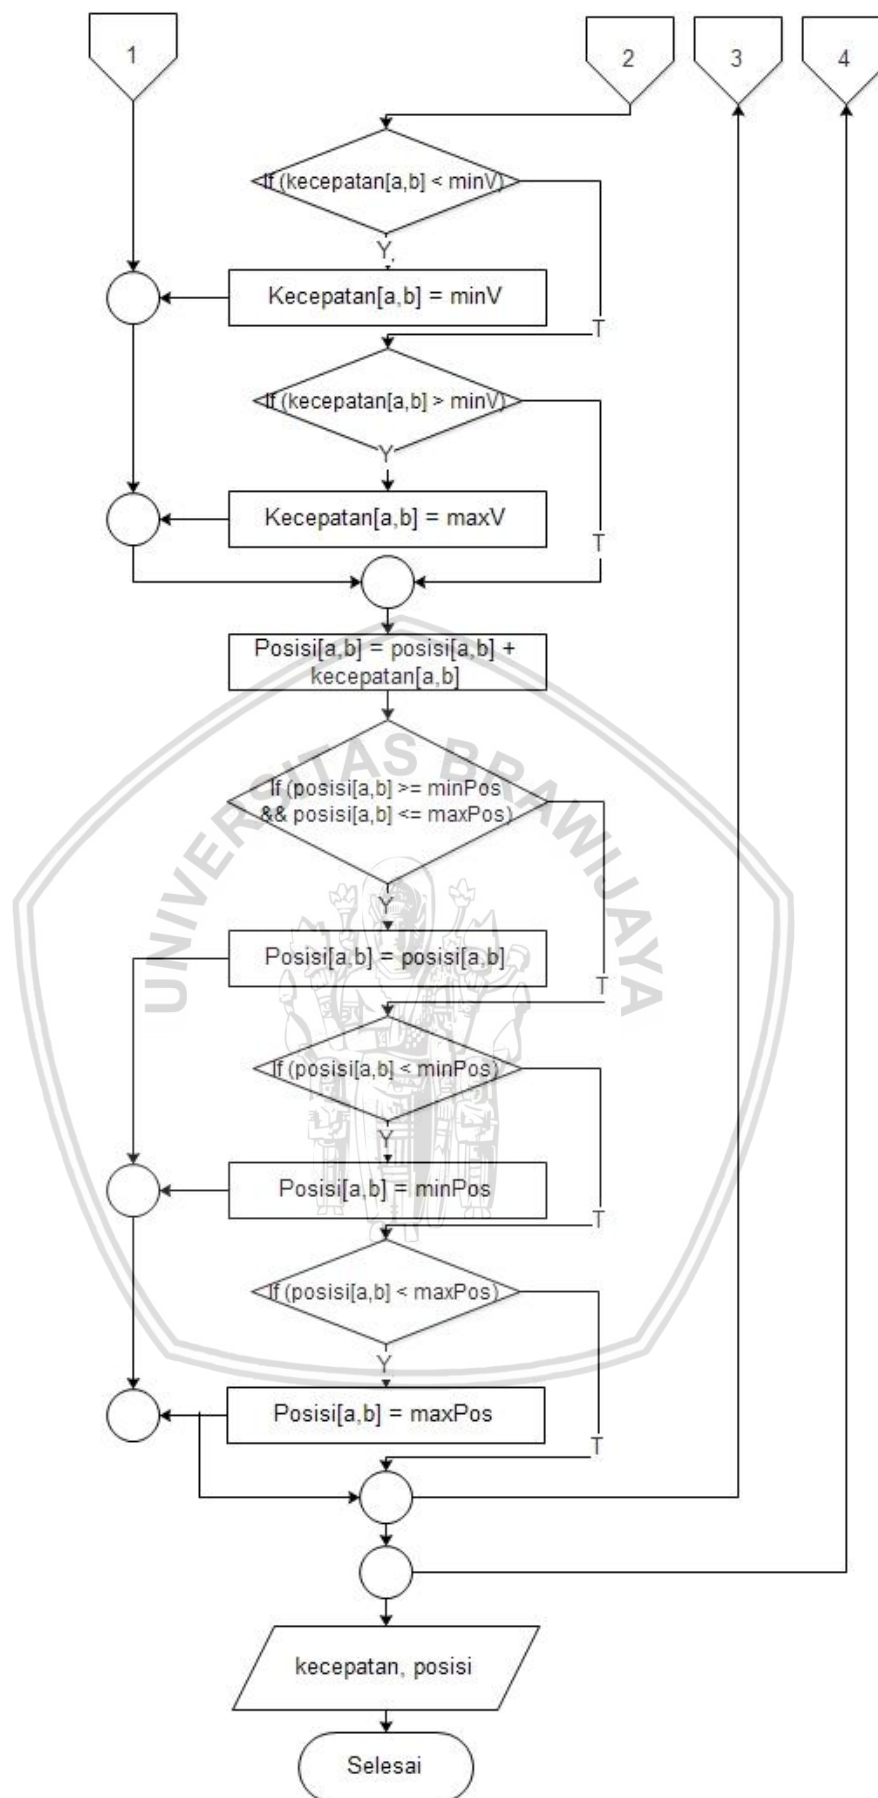 1
2
3
4
If (kecepatan[a,b] < minV)
Y
Kecepatan[a,b] = minV
T
If (kecepatan[a,b] > minV)
Y
Kecepatan[a,b] = maxV
T
Posisi[a,b] = posisi[a,b] +
kecepatan[a,b]
UNIVERSITAS BRAWIJAYA
If (posisi[a,b] >= minPos
&& posisi[a,b] <= maxPos)
Y
Posisi[a,b] = posisi[a,b]
T
If (posisi[a,b] < minPos)
Y
Posisi[a,b] = minPos
T
If (posisi[a,b] < maxPos)
Y
Posisi[a,b] = maxPos
T
kecepatan, posisi
Selesai